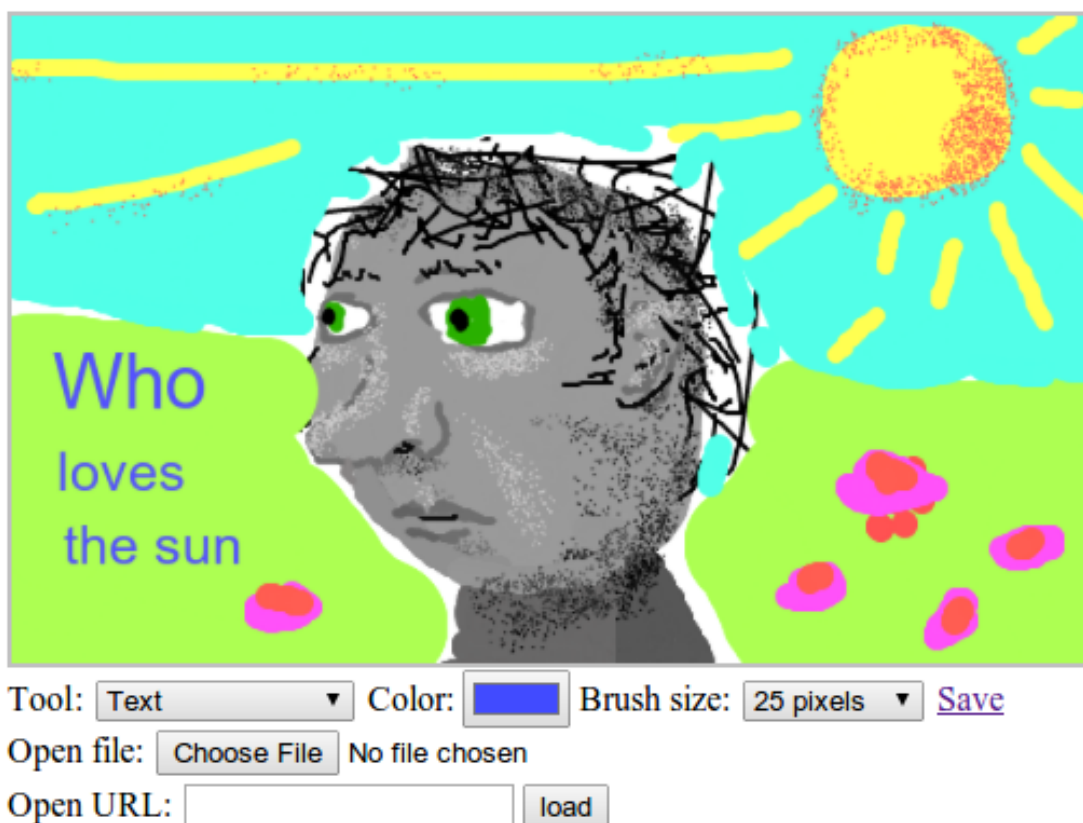 Who
loves
the sun
Tool: Text Color: Brush size: 25 pixels Save
Open file: Choose File No file chosen
Open URL: load